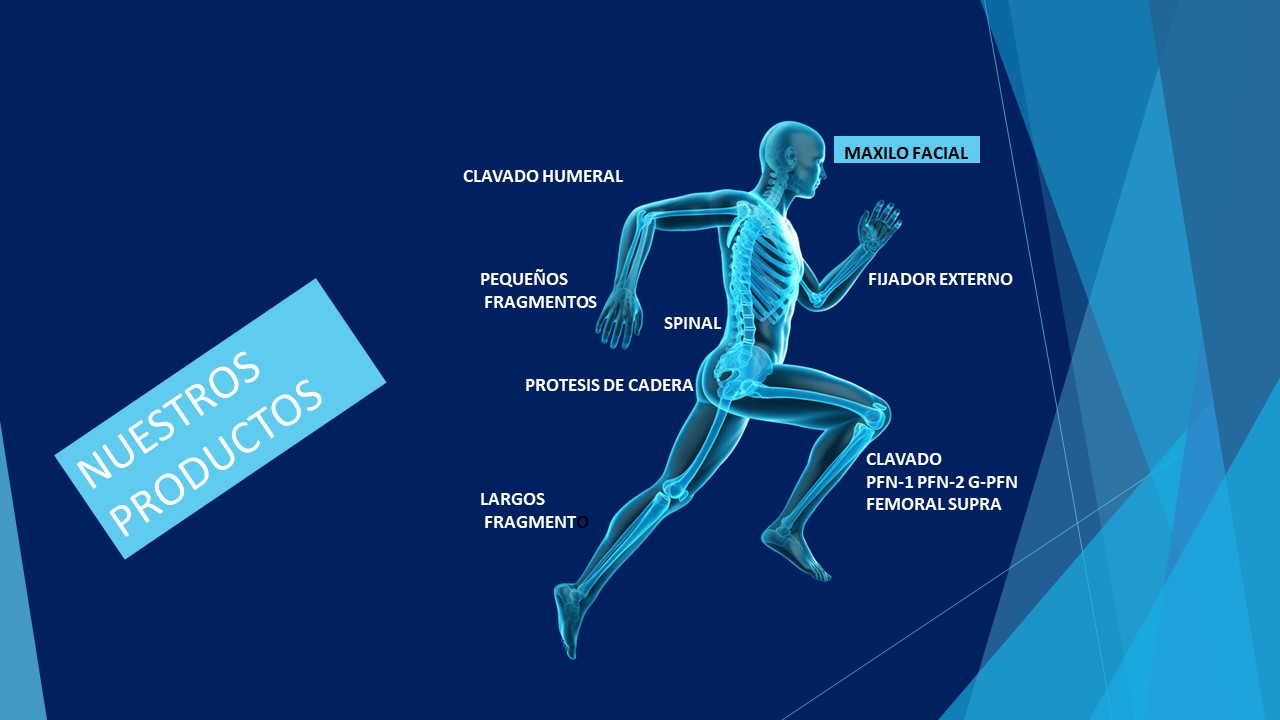 NUESTROS
PRODUCTOS
CLAVADO HUMERAL
MAXILO FACIAL
PEQUEÑOS
FRAGMENTOS
FIJADOR EXTERNO
SPINAL
PROTESIS DE CADERA
CLAVADO
PFN-1 PFN-2 G-PFN
FEMORAL SUPRA
LARGOS
FRAGMENTO